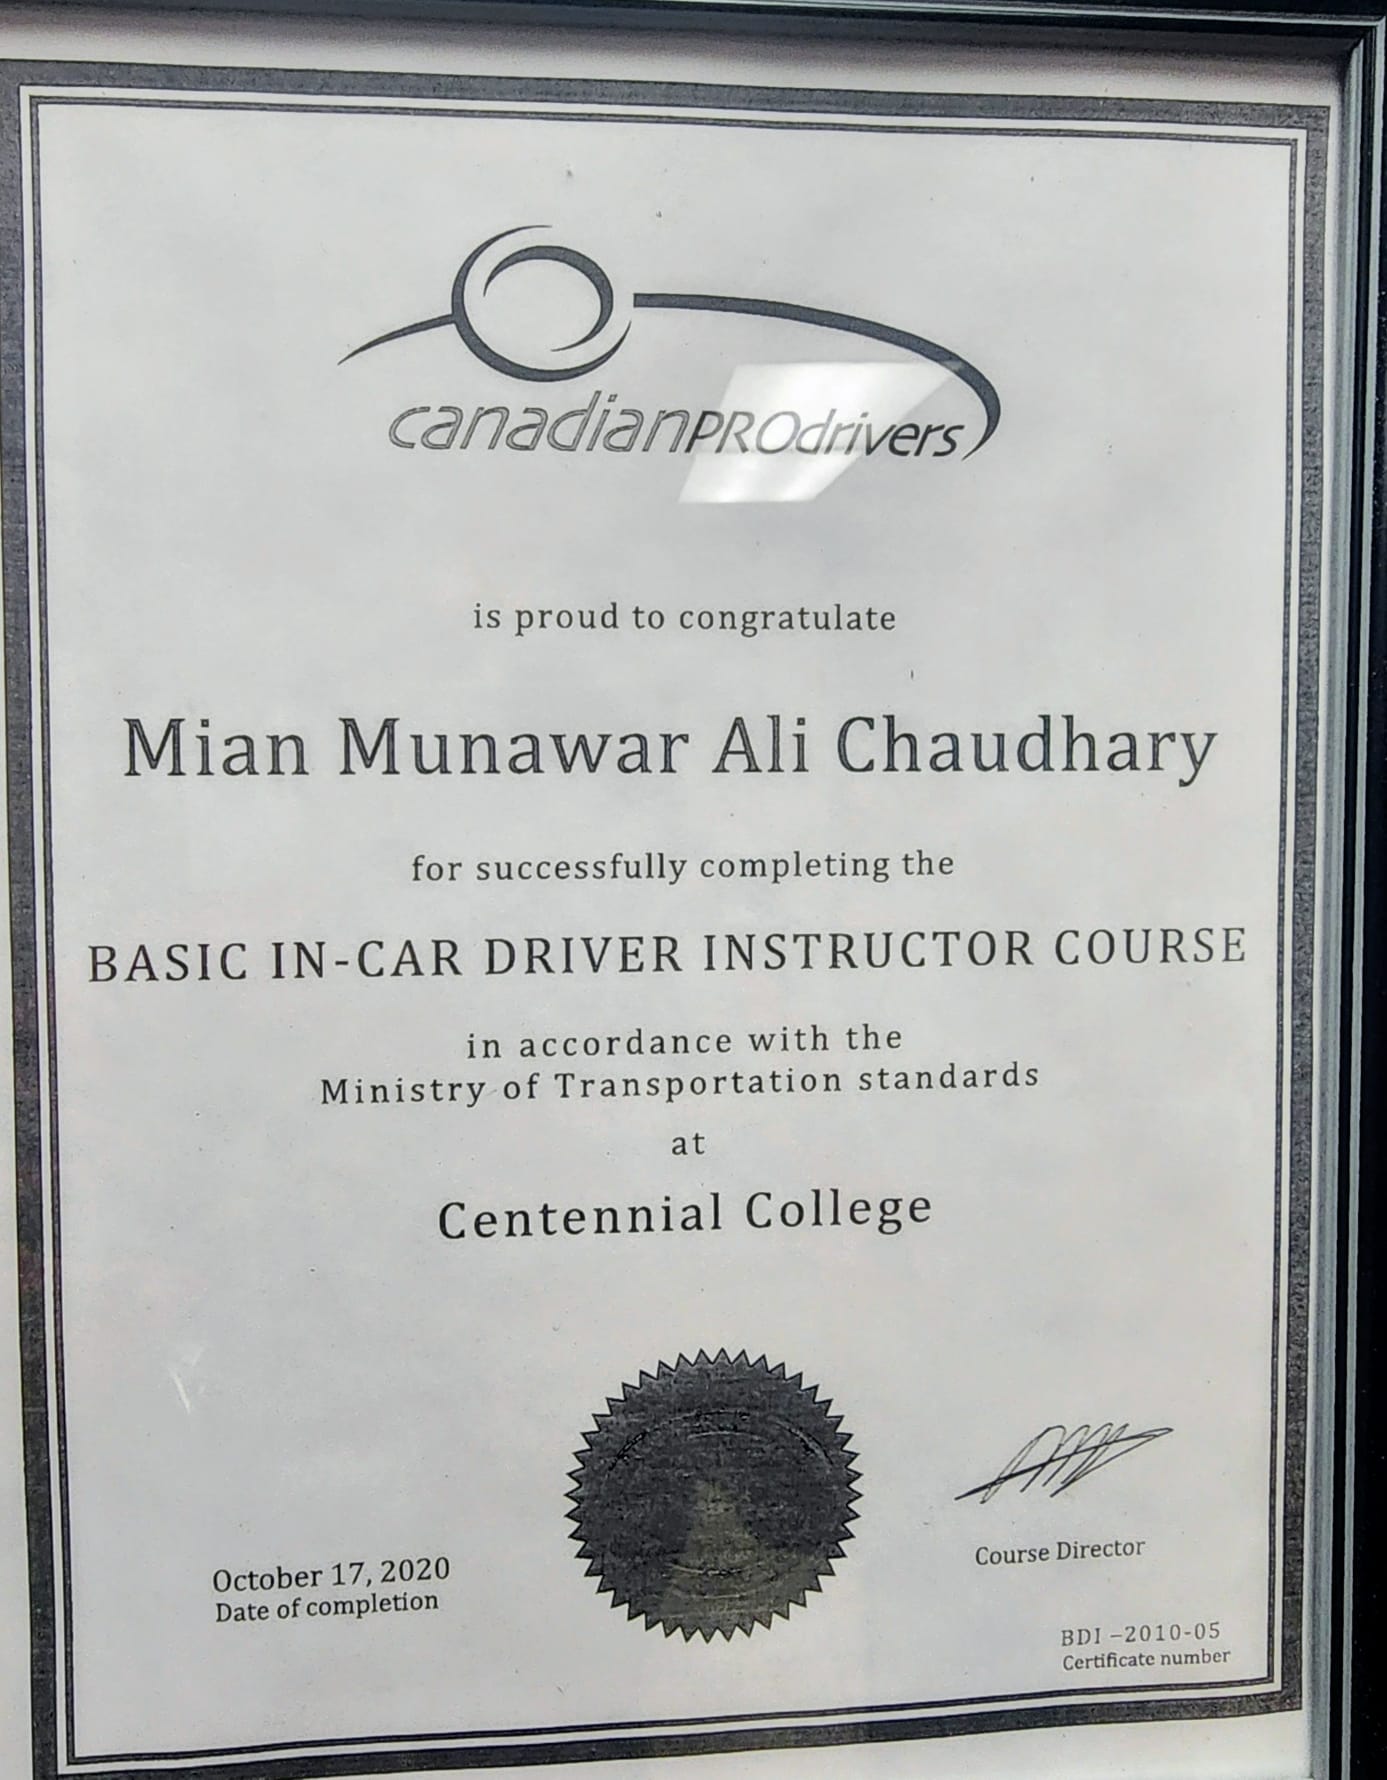 canadianPROdrivers
is proud to congratulate
Mian Munawar Ali Chaudhary
for successfully completing the
BASIC IN-CAR DRIVER INSTRUCTOR COURSE
in accordance with the
Ministry of Transportation standards
at
Centennial College
October 17, 2020
Date of completion
Course Director
BDI –2010-05
Certificate number